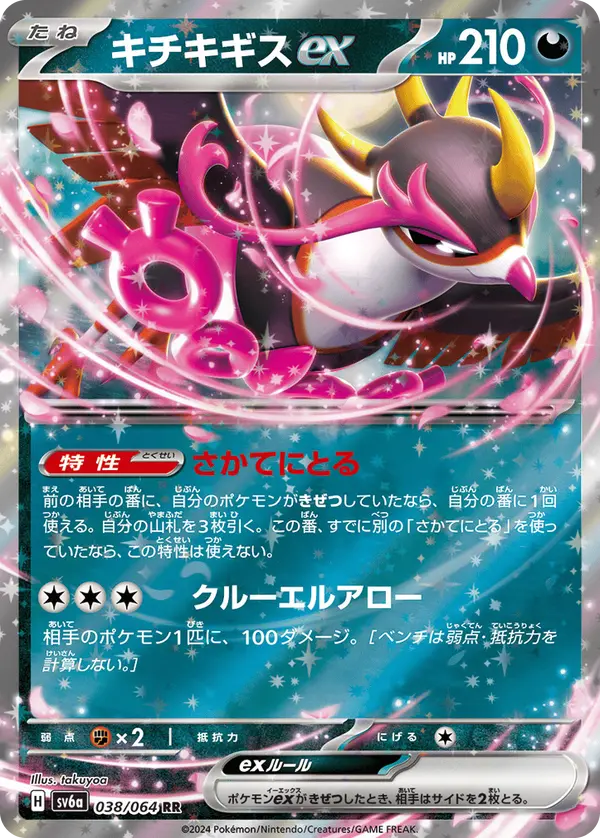 たね
キチキギスex
HP 210
特性 とくせい さかてにとる
前の相手の番に、自分のポケモンがきぜつしていたなら、自分の番に1回
使える。自分の山札を3枚引く。この番、すでに別の「さかてにとる」を使っ
ていたなら、この特性は使えない。
クルーエルアロー
相手のポケモン1匹に、100ダメージ。[ベンチは弱点・抵抗力を
計算しない。]
弱点 ×2 抵抗力 にげる
Illus. takuyoa
exルール
H sv6a 038/064 RR
ポケモンexがきぜつしたとき、相手はサイドを2枚とる。
©2024 Pokémon/Nintendo/Creatures/GAME FREAK.